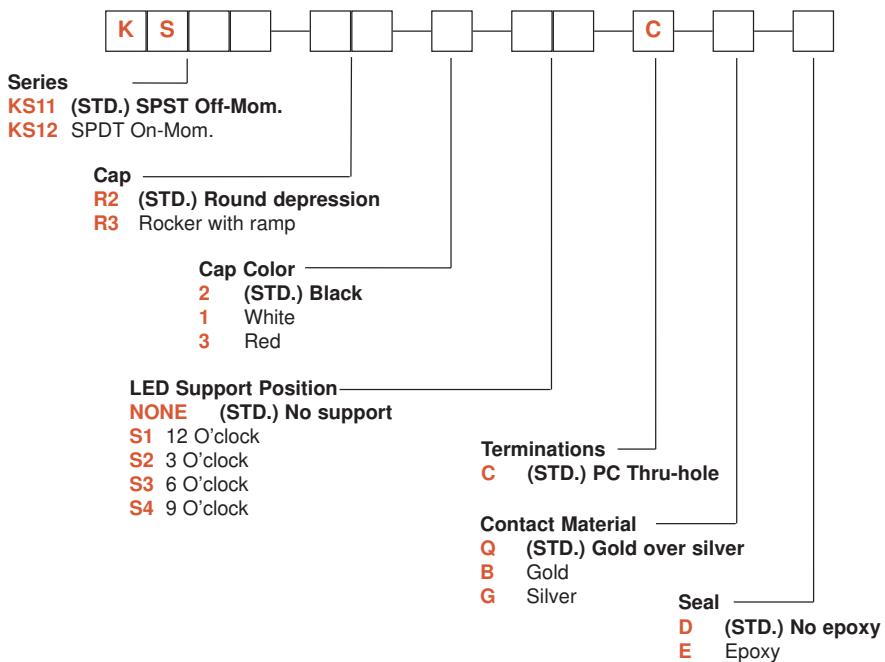 K S C
Series
KS11 (STD.) SPST Off-Mom.
KS12 SPDT On-Mom.
Cap
R2 (STD.) Round depression
R3 Rocker with ramp
Cap Color
2 (STD.) Black
1 White
3 Red
LED Support Position
NONE (STD.) No support
S1 12 O'clock
S2 3 O'clock
S3 6 O'clock
S4 9 O'clock
Terminations
C (STD.) PC Thru-hole
Contact Material
Q (STD.) Gold over silver
B Gold
G Silver
Seal
D (STD.) No epoxy
E Epoxy